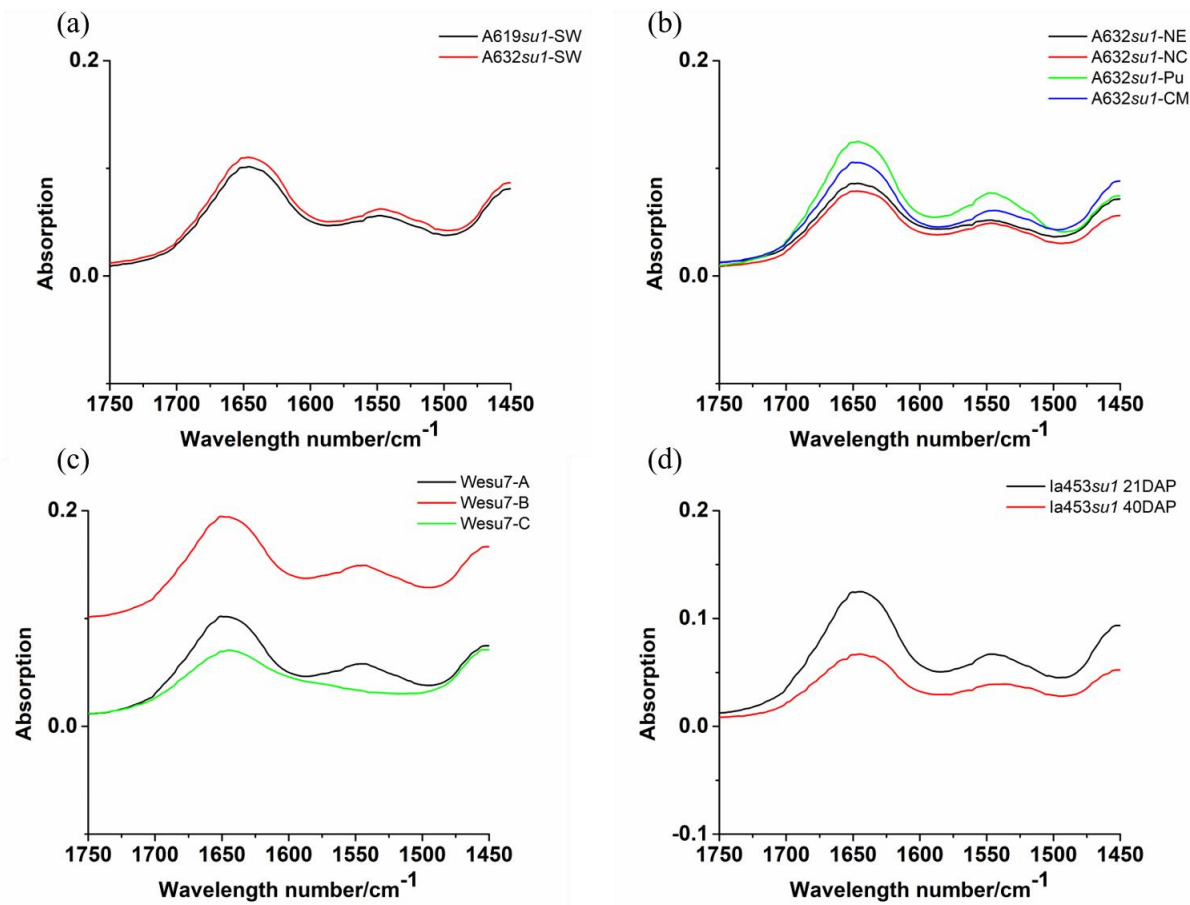 (a)
A619su1-SW
A632su1-SW
0.2
0.0
Absorption
1750 1700 1650 1600 1550 1500 1450
Wavelength number/cm-1
(b)
A632su1-NE
A632su1-NC
A632su1-Pu
A632su1-CM
0.2
0.0
Absorption
1750 1700 1650 1600 1550 1500 1450
Wavelength number/cm-1
(c)
Wesu7-A
Wesu7-B
Wesu7-C
0.2
0.0
Absorption
1750 1700 1650 1600 1550 1500 1450
Wavelength number/cm-1
(d)
Ia453su1 21DAP
Ia453su1 40DAP
0.2
0.1
0.0
-0.1
Absorption
1750 1700 1650 1600 1550 1500 1450
Wavelength number/cm-1